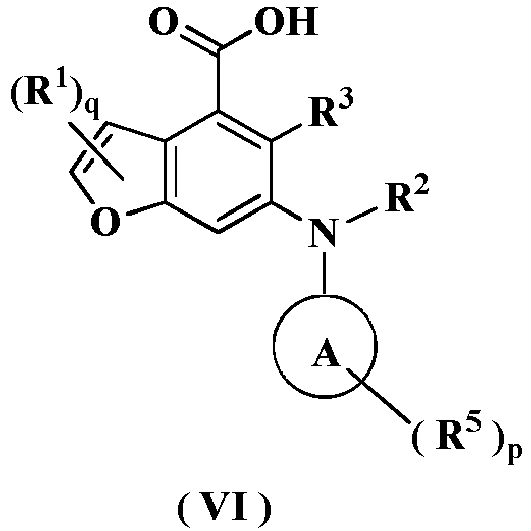 O OH
(R¹)q
R³
O
R²
N
A
(R⁵)p
(VI)